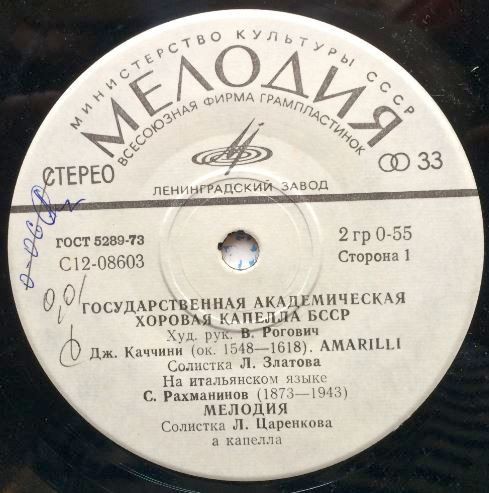 МИНИСТЕРСТВО КУЛЬТУРЫ СССР
МЕЛОДИЯ
ВСЕСОЮЗНАЯ ФИРМА ГРАМПЛАСТИНОК
СТЕРЕО
33
ЛЕНИНГРАДСКИЙ ЗАВОД
ГОСТ 5289-73
2 гр 0-55
С12-08603
Сторона 1
ГОСУДАРСТВЕННАЯ АКАДЕМИЧЕСКАЯ
ХОРОВАЯ КАПЕЛЛА БССР
Худ. рук. В. Рогович
Дж. Каччини (ок. 1548—1618). AMARILLI
Солистка Л. Златова
На итальянском языке
С. Рахманинов (1873—1943)
МЕЛОДИЯ
Солистка Л. Царенкова
а капелла